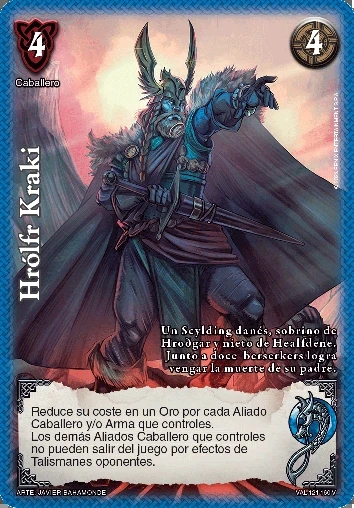 4
4
Caballero
Hrólfr Kraki
Un Scylding danés, sobrino de
Hroðgar y nieto de Healfdene.
Junto a doce berserkers logra
vengar la muerte de su padre.
Reduce su coste en un Oro por cada Aliado
Caballero y/o Arma que controles.
Los demás Aliados Caballero que controles
no pueden salir del juego por efectos de
Talismanes oponentes.
ARTE: JAVIER BAHAMONDE